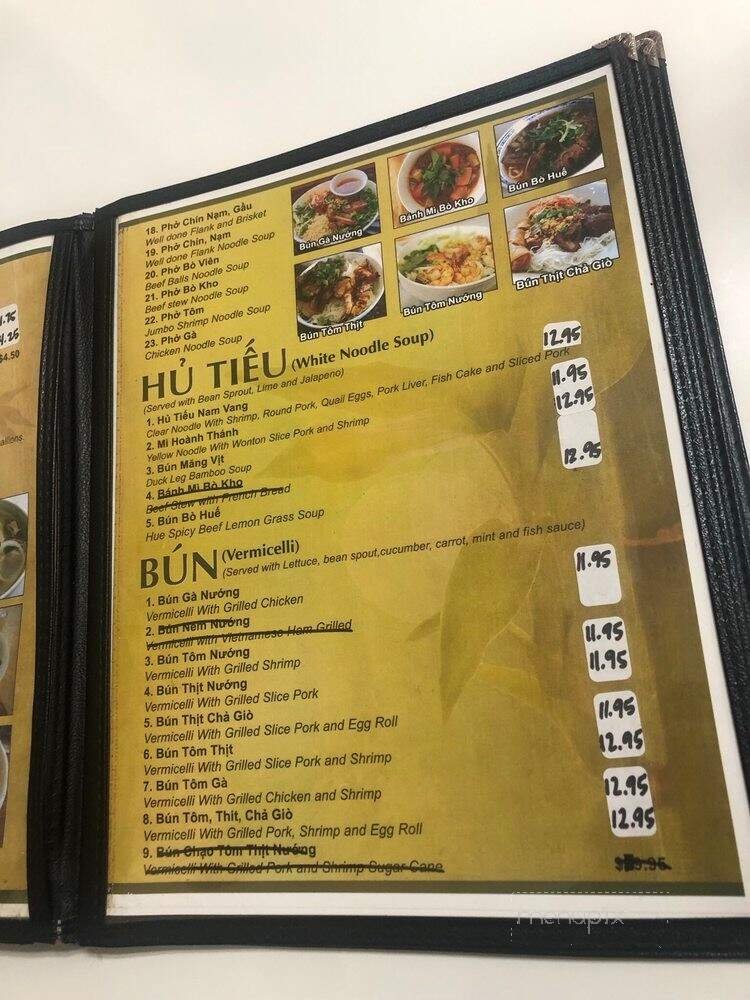 4.75
4.25
$4.50
allions.
18. Phở Chín Nạm, Gầu
Well done Flank and Brisket
19. Phở Chin, Nạm
Well done Flank Noodle Soup
20. Phở Bò Viên
Beef Balls Noodle Soup
21. Phở Bò Kho
Beef stew Noodle Soup
22. Phở Tôm
Jumbo Shrimp Noodle Soup
23. Phở Gà
Chicken Noodle Soup
Bún Gà Nướng
Bánh Mì Bò Kho
Bún Bò Huế
Bún Tôm Thịt
Bún Tôm Nướng
Bún Thịt Chả Giò
HỦ TIẾU (White Noodle Soup)
(Served with Bean Sprout, Lime and Jalapeno)
1. Hủ Tiếu Nam Vang 12.95
Clear Noodle With Shrimp, Round Pork, Quail Eggs, Pork Liver, Fish Cake and Sliced Pork
2. Mì Hoành Thánh 11.95
Yellow Noodle With Wonton Slice Pork and Shrimp
3. Bún Măng Vịt 12.95
Duck Leg Bamboo Soup
4. Bánh Mì Bò Kho
Beef Stew with French Bread
5. Bún Bò Huế 12.95
Hue Spicy Beef Lemon Grass Soup
BÚN (Vermicelli)
(Served with Lettuce, bean spout,cucumber, carrot, mint and fish sauce)
1. Bún Gà Nướng 11.95
Vermicelli With Grilled Chicken
2. Bún Nem Nướng
Vermicelli with Vietnamese Ham Grilled
3. Bún Tôm Nướng 11.95
Vermicelli With Grilled Shrimp
4. Bún Thịt Nướng 11.95
Vermicelli With Grilled Slice Pork
5. Bún Thịt Chả Giò 11.95
Vermicelli With Grilled Slice Pork and Egg Roll
6. Bún Tôm Thịt 12.95
Vermicelli With Grilled Slice Pork and Shrimp
7. Bún Tôm Gà 12.95
Vermicelli With Grilled Chicken and Shrimp
8. Bún Tôm, Thit, Chả Giò 12.95
Vermicelli With Grilled Pork, Shrimp and Egg Roll
9. Bún Chạo Tôm Thịt Nướng
Vermicelli With Grilled Pork and Shrimp Sugar Cane
menupix